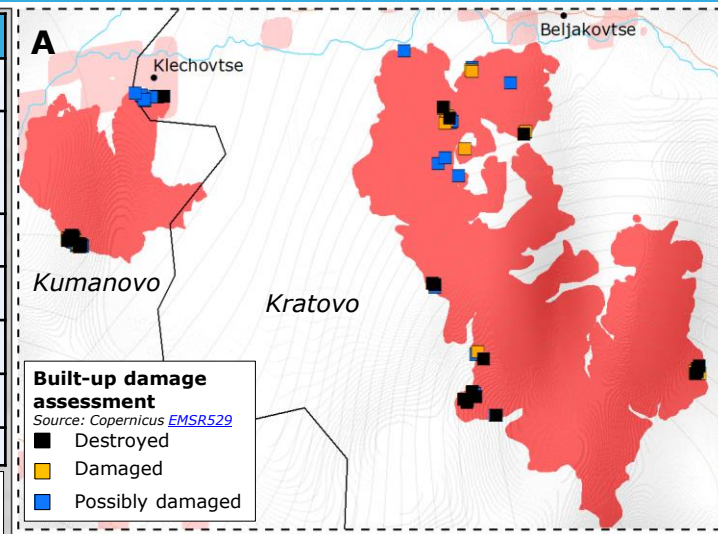 A
Beljakovtse
Klechovtse
Kumanovo
Kratovo
Built-up damage
assessment
Source: Copernicus EMSR529
Destroyed
Damaged
Possibly damaged